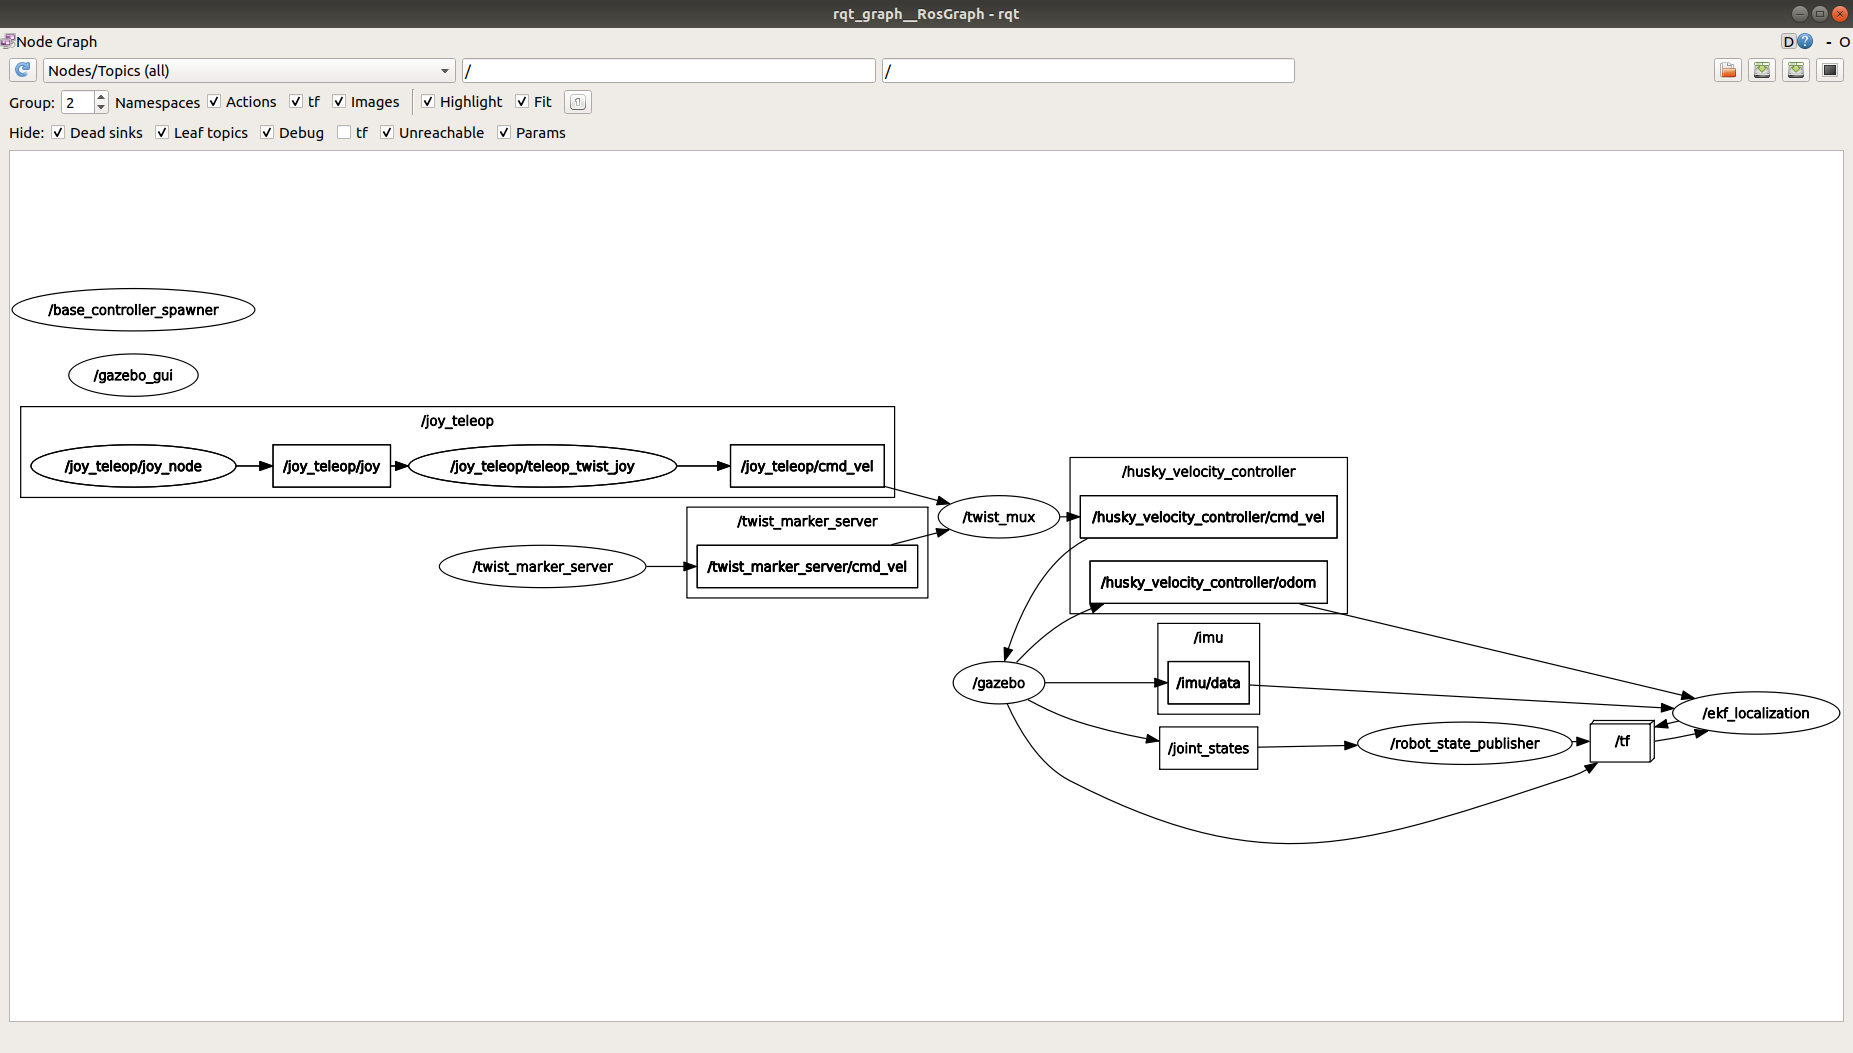 rqt_graph__RosGraph - rqt
Node Graph
D ? - O
Nodes/Topics (all) / /
Group: 2 Namespaces Actions tf Images Highlight Fit
Hide: Dead sinks Leaf topics Debug tf Unreachable Params
/base_controller_spawner
/gazebo_gui
/joy_teleop
/joy_teleop/joy_node
/joy_teleop/joy
/joy_teleop/teleop_twist_joy
/joy_teleop/cmd_vel
/twist_marker_server
/twist_marker_server
/twist_marker_server/cmd_vel
/twist_mux
/husky_velocity_controller
/husky_velocity_controller/cmd_vel
/husky_velocity_controller/odom
/imu
/imu/data
/gazebo
/joint_states
/robot_state_publisher
/tf
/ekf_localization